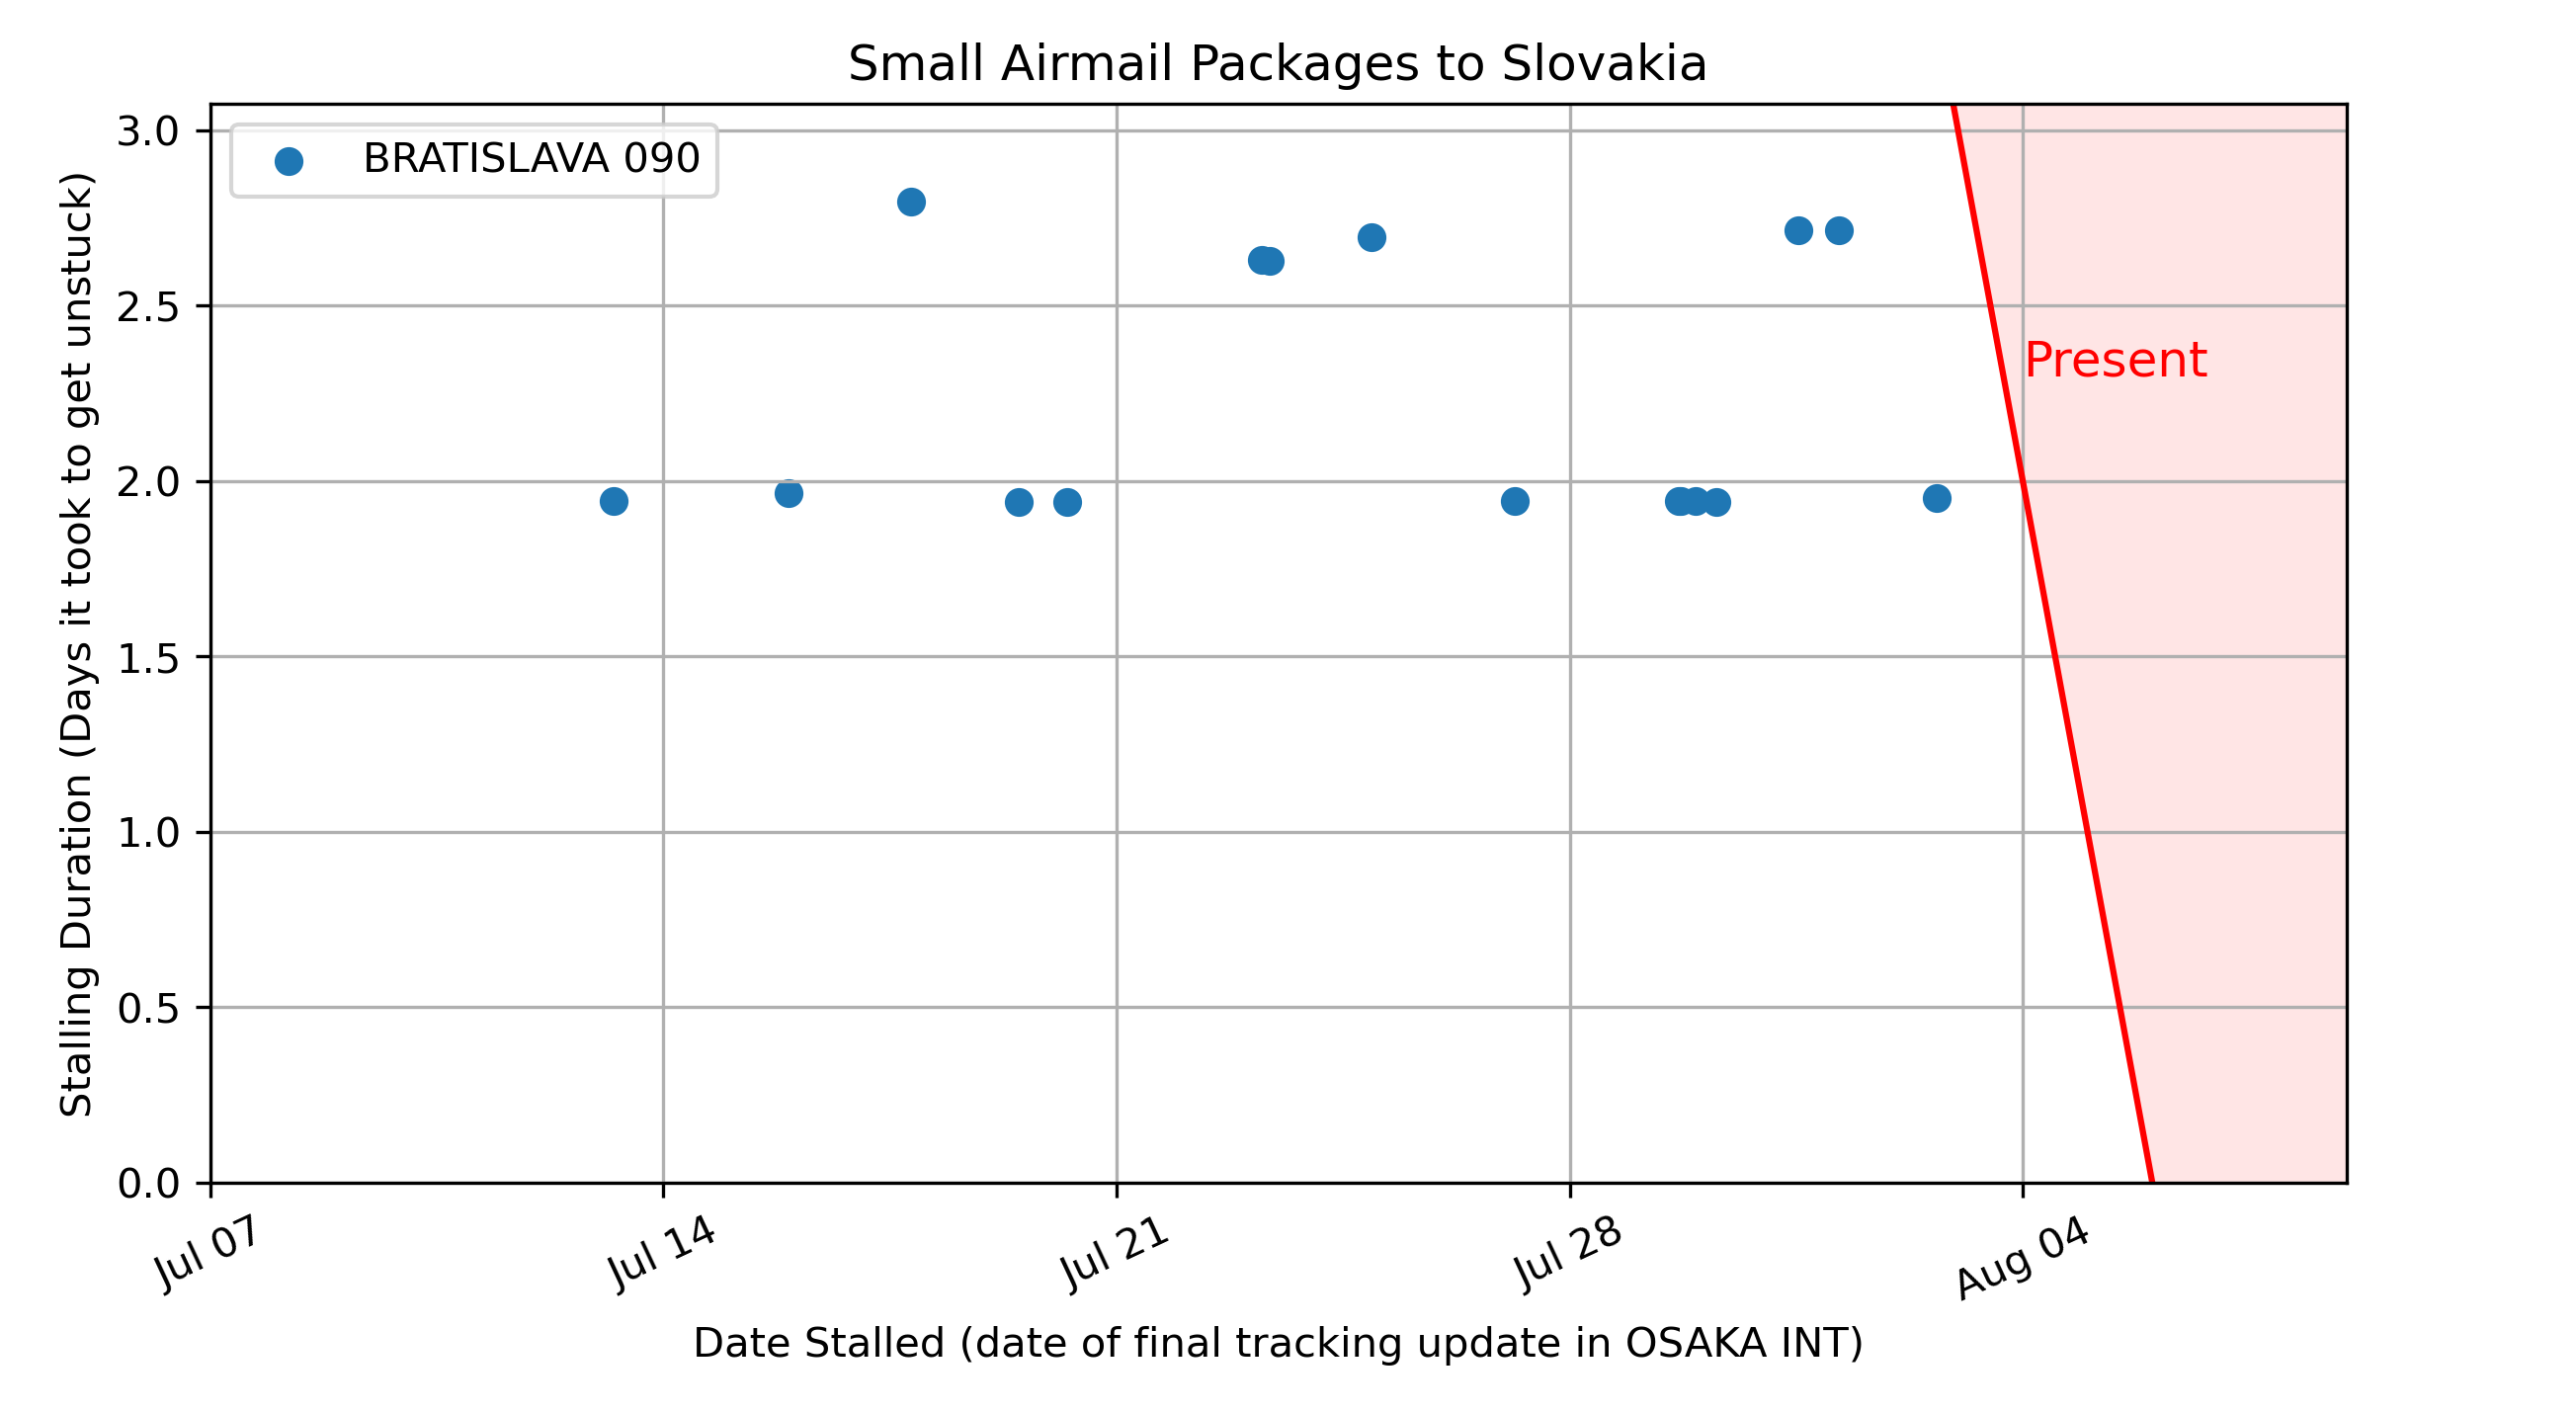 Small Airmail Packages to Slovakia
BRATISLAVA 090
Present
Stalling Duration (Days it took to get unstuck)
3.0
2.5
2.0
1.5
1.0
0.5
0.0
Jul 07
Jul 14
Jul 21
Jul 28
Aug 04
Date Stalled (date of final tracking update in OSAKA INT)